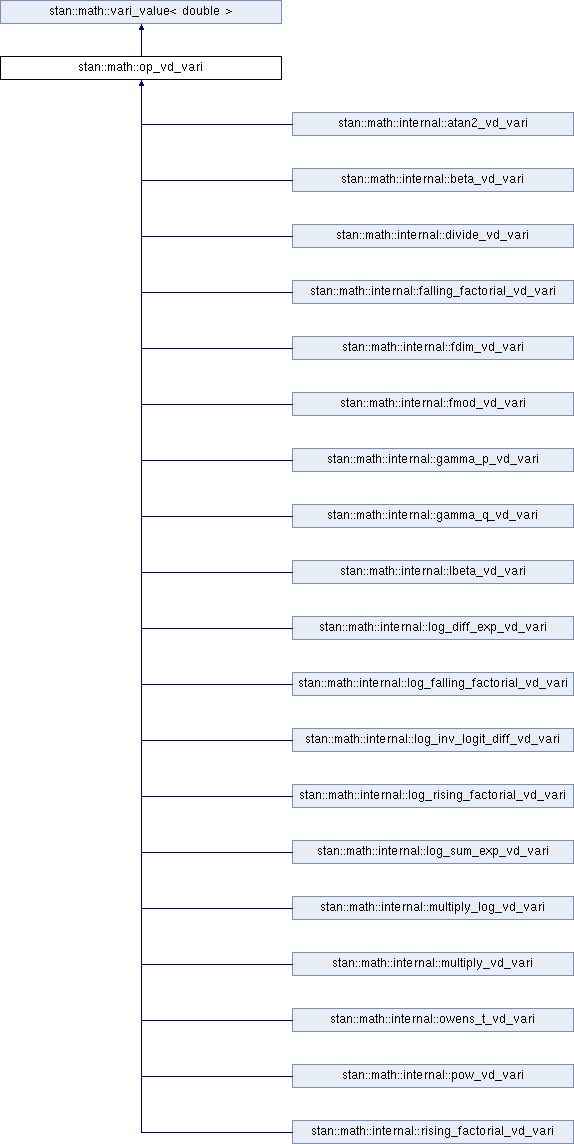 stan::math::vari_value< double >
stan::math::op_vd_vari
stan::math::internal::atan2_vd_vari
stan::math::internal::beta_vd_vari
stan::math::internal::divide_vd_vari
stan::math::internal::falling_factorial_vd_vari
stan::math::internal::fdim_vd_vari
stan::math::internal::fmod_vd_vari
stan::math::internal::gamma_p_vd_vari
stan::math::internal::gamma_q_vd_vari
stan::math::internal::lbeta_vd_vari
stan::math::internal::log_diff_exp_vd_vari
stan::math::internal::log_falling_factorial_vd_vari
stan::math::internal::log_inv_logit_diff_vd_vari
stan::math::internal::log_rising_factorial_vd_vari
stan::math::internal::log_sum_exp_vd_vari
stan::math::internal::multiply_log_vd_vari
stan::math::internal::multiply_vd_vari
stan::math::internal::owens_t_vd_vari
stan::math::internal::pow_vd_vari
stan::math::internal::rising_factorial_vd_vari